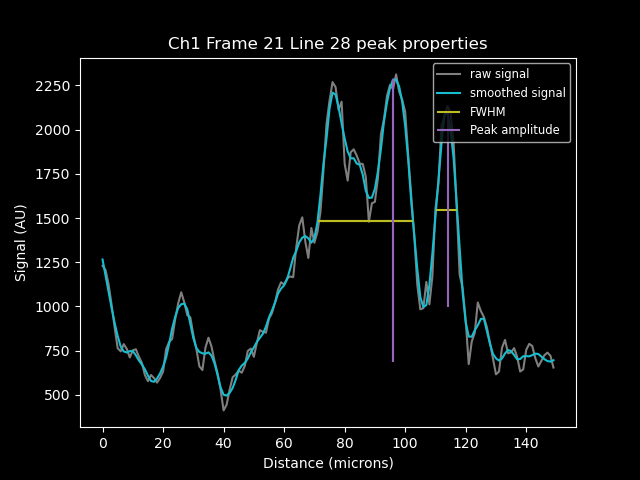 Ch1 Frame 21 Line 28 peak properties
raw signal
smoothed signal
FWHM
Peak amplitude
Signal (AU)
2250
2000
1750
1500
1250
1000
750
500
0 20 40 60 80 100 120 140
Distance (microns)